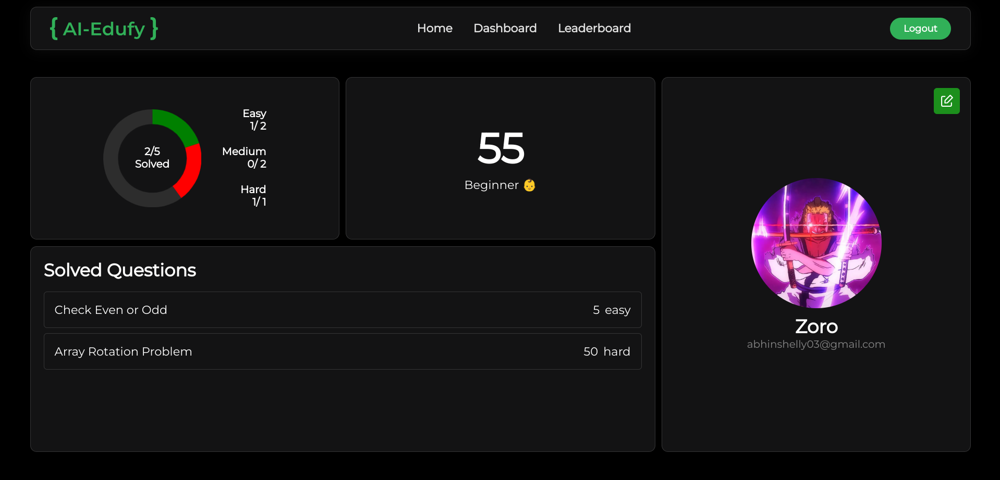 { AI-Edufy }
Home Dashboard Leaderboard
Logout
2/5
Solved
Easy
1/ 2
Medium
0/ 2
Hard
1/ 1
55
Beginner 👶
Solved Questions
Check Even or Odd 5 easy
Array Rotation Problem 50 hard
Zoro
abhinshelly03@gmail.com